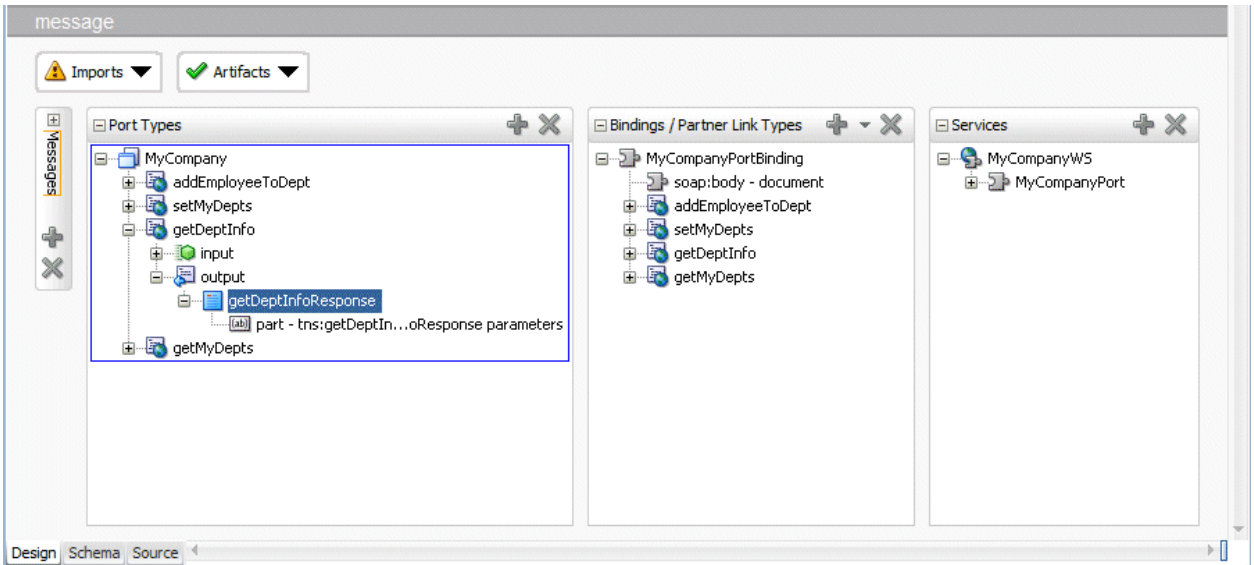 message
Imports
Artifacts
Messages
Port Types
MyCompany
addEmployeeToDept
setMyDepts
getDeptInfo
input
output
getDeptInfoResponse
part - tns:getDeptIn...oResponse parameters
getMyDepts
Bindings / Partner Link Types
MyCompanyPortBinding
soap:body - document
addEmployeeToDept
setMyDepts
getDeptInfo
getMyDepts
Services
MyCompanyWS
MyCompanyPort
Design Schema Source